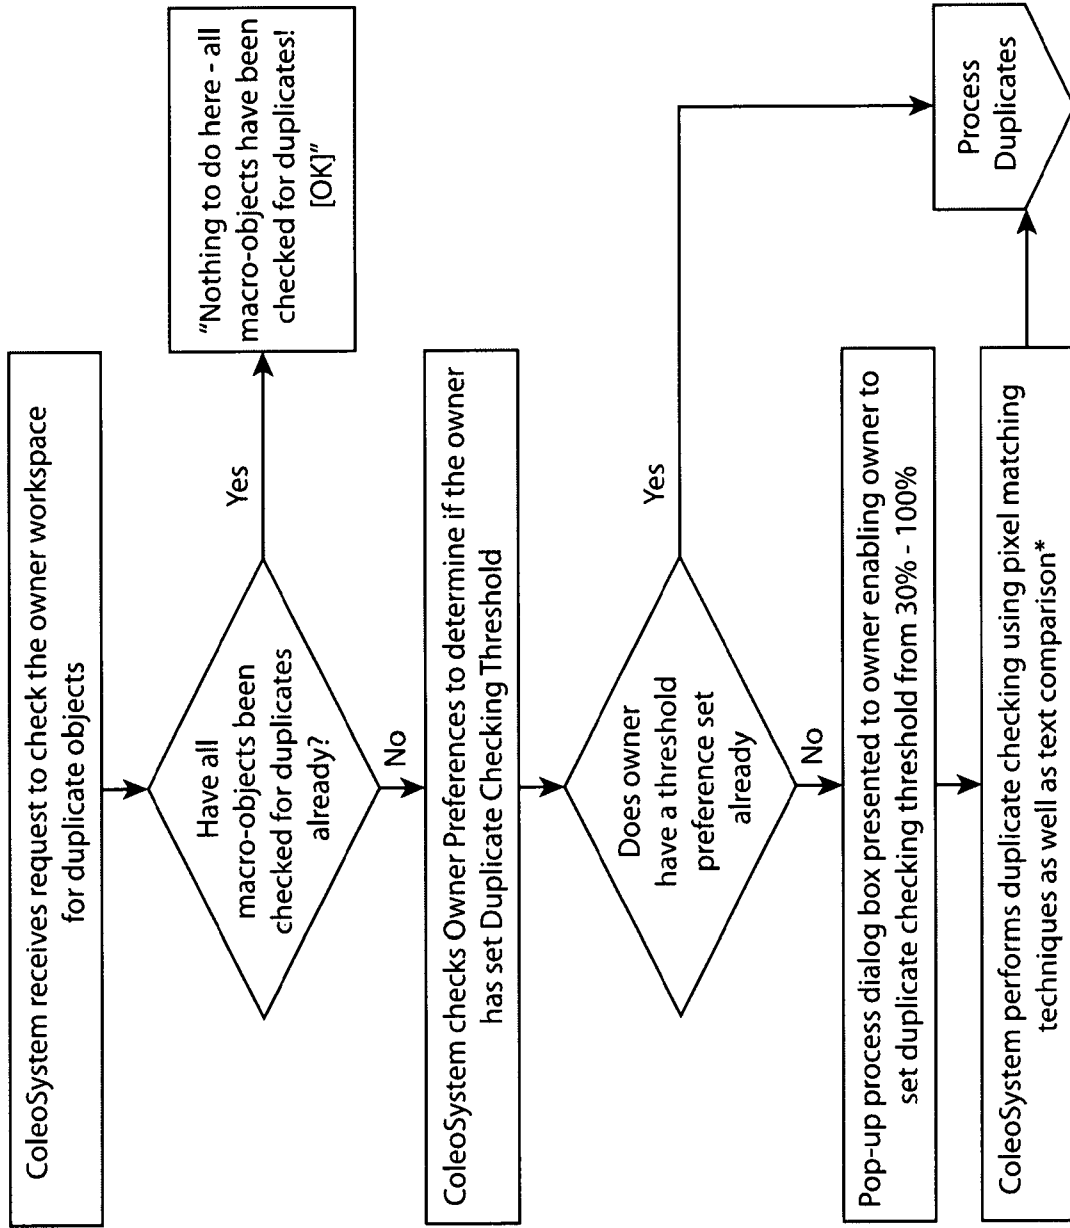 ColeoSystem receives request to check the owner workspace
for duplicate objects
Have all
macro-objects been
checked for duplicates
already?
Yes
"Nothing to do here - all
macro-objects have been
checked for duplicates!
[OK]"
No
ColeoSystem checks Owner Preferences to determine if the owner
has set Duplicate Checking Threshold
Does owner
have a threshold
preference set
already
Yes
No
Pop-up process dialog box presented to owner enabling owner to
set duplicate checking threshold from 30% - 100%
ColeoSystem performs duplicate checking using pixel matching
techniques as well as text comparison*
Process
Duplicates